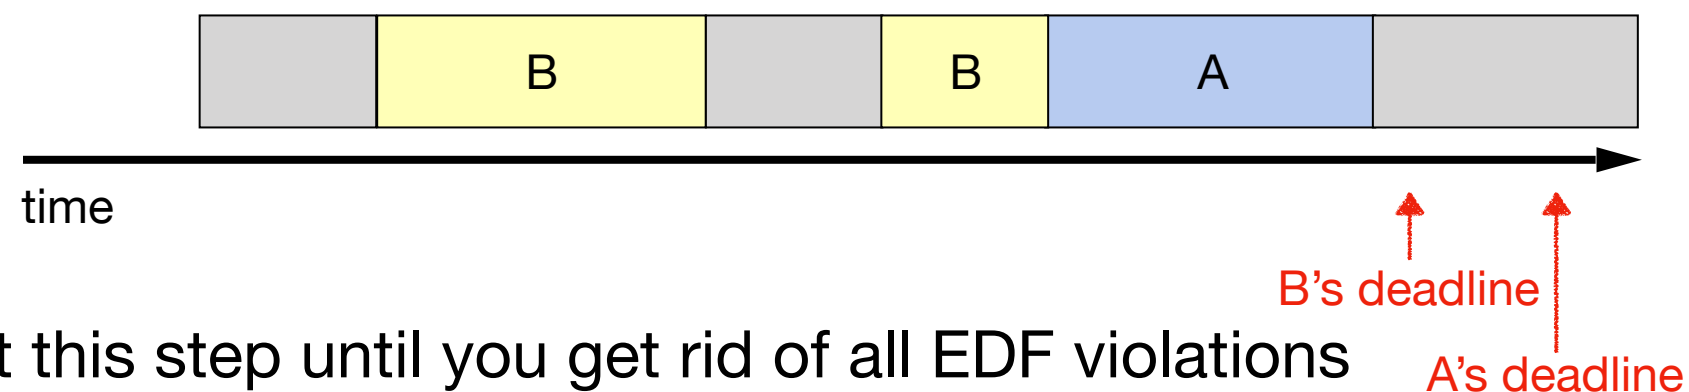 B B A
time
B’s deadline
t this step until you get rid of all EDF violations
A’s deadline